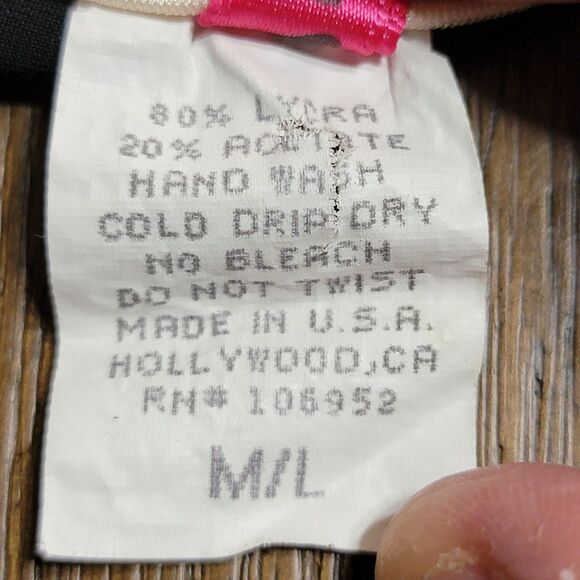 80% LYCRA
20% ACETATE
HAND WASH
COLD DRIP DRY
NO BLEACH
DO NOT TWIST
MADE IN U.S.A.
HOLLYWOOD,CA
RN# 106952
M/L